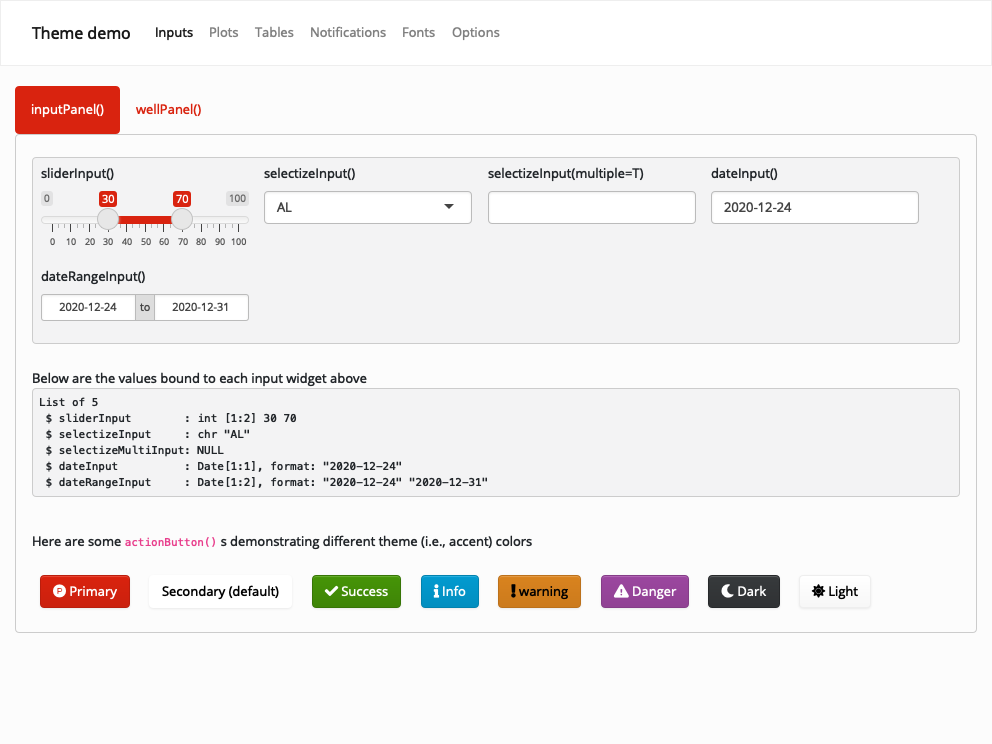 Theme demo Inputs Plots Tables Notifications Fonts Options
inputPanel() wellPanel()
sliderInput() selectizeInput() selectizeInput(multiple=T) dateInput()
0 30 70 100
AL 2020-12-24
0 10 20 30 40 50 60 70 80 90 100
dateRangeInput()
2020-12-24 to 2020-12-31
Below are the values bound to each input widget above
List of 5
$ sliderInput : int [1:2] 30 70
$ selectizeInput : chr "AL"
$ selectizeMultiInput: NULL
$ dateInput : Date[1:1], format: "2020-12-24"
$ dateRangeInput : Date[1:2], format: "2020-12-24" "2020-12-31"
Here are some actionButton() s demonstrating different theme (i.e., accent) colors
Primary Secondary (default) Success Info warning Danger Dark Light